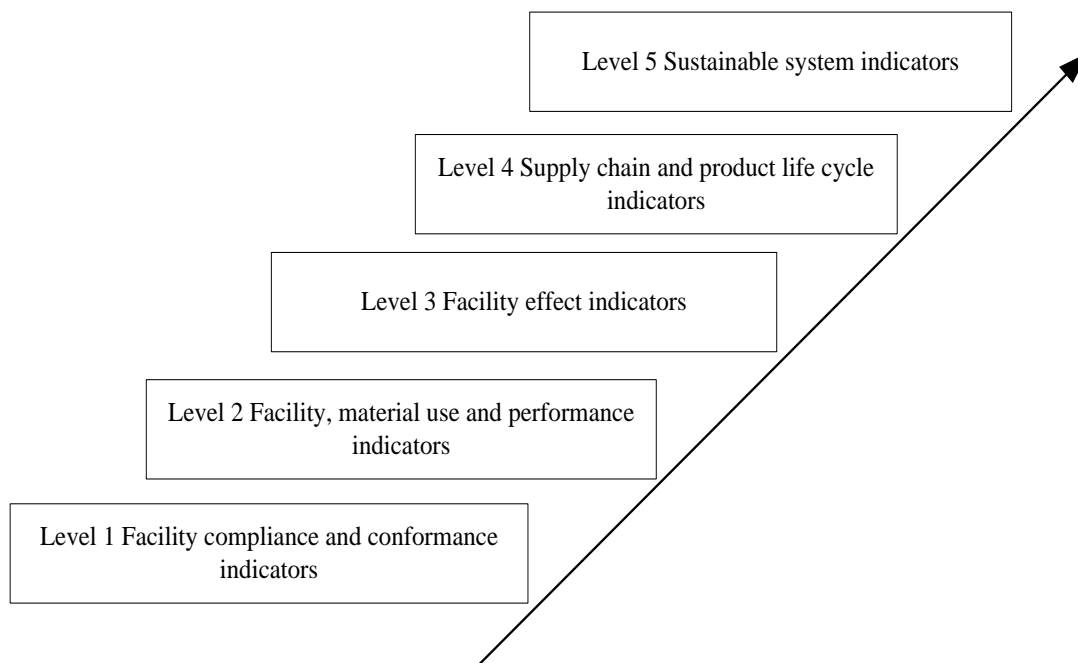 Level 5 Sustainable system indicators
Level 4 Supply chain and product life cycle
indicators
Level 3 Facility effect indicators
Level 2 Facility, material use and performance
indicators
Level 1 Facility compliance and conformance
indicators